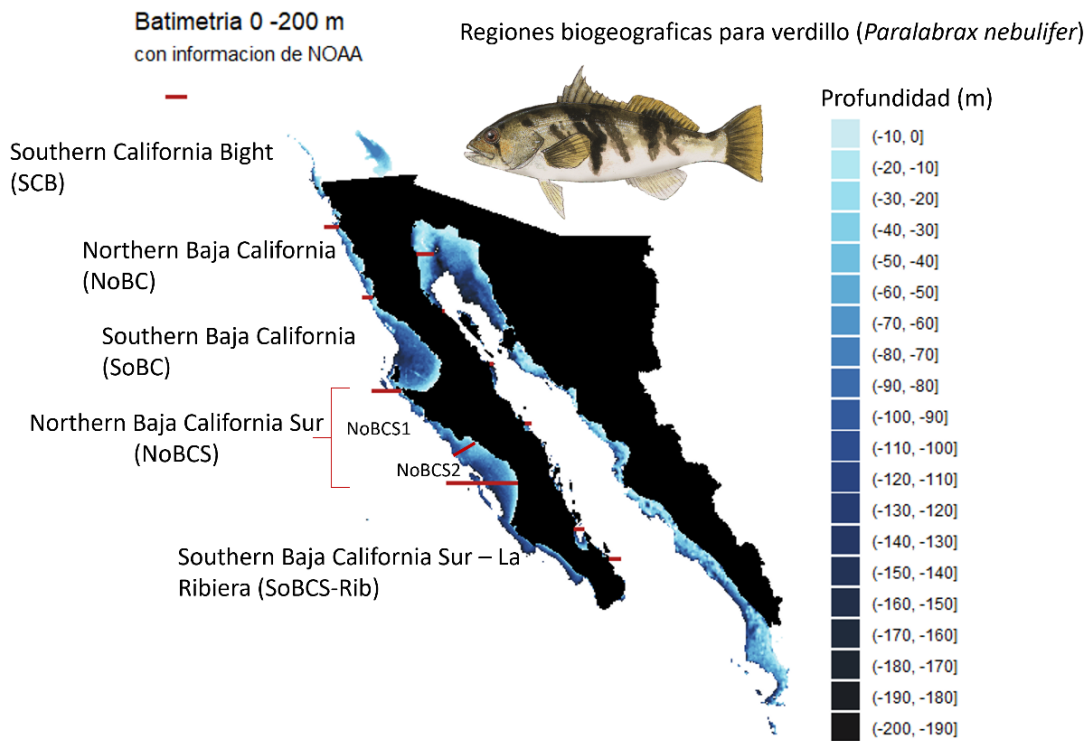 Batimetria 0 -200 m
con informacion de NOAA
Regiones biogeograficas para verdillo (Paralabrax nebulifer)
Profundidad (m)
Southern California Bight
(SCB)
Northern Baja California
(NoBC)
Southern Baja California
(SoBC)
Northern Baja California Sur
(NoBCS)
NoBCS1
NoBCS2
Southern Baja California Sur – La
Ribiera (SoBCS-Rib)
(-10, 0]
(-20, -10]
(-30, -20]
(-40, -30]
(-50, -40]
(-60, -50]
(-70, -60]
(-80, -70]
(-90, -80]
(-100, -90]
(-110, -100]
(-120, -110]
(-130, -120]
(-140, -130]
(-150, -140]
(-160, -150]
(-170, -160]
(-180, -170]
(-190, -180]
(-200, -190]